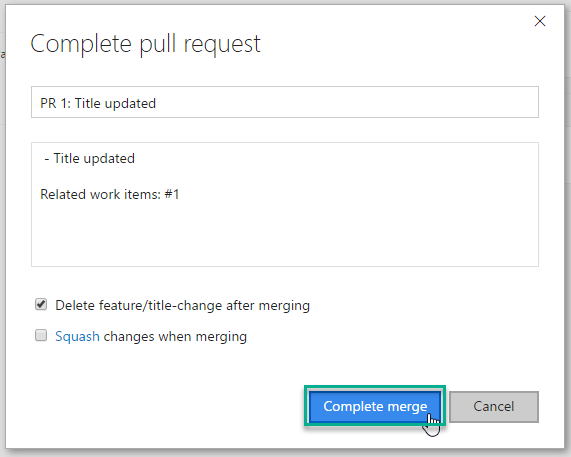 Complete pull request
PR 1: Title updated
- Title updated
Related work items: #1
Delete feature/title-change after merging
Squash changes when merging
Complete merge
Cancel